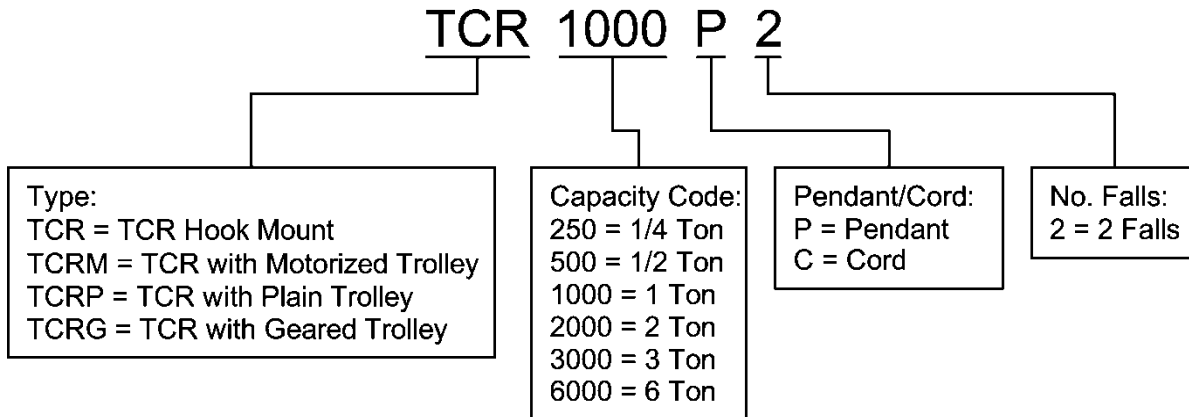 TCR 1000 P 2
Type:
TCR = TCR Hook Mount
TCRM = TCR with Motorized Trolley
TCRP = TCR with Plain Trolley
TCRG = TCR with Geared Trolley
Capacity Code:
250 = 1/4 Ton
500 = 1/2 Ton
1000 = 1 Ton
2000 = 2 Ton
3000 = 3 Ton
6000 = 6 Ton
Pendant/Cord:
P = Pendant
C = Cord
No. Falls:
2 = 2 Falls